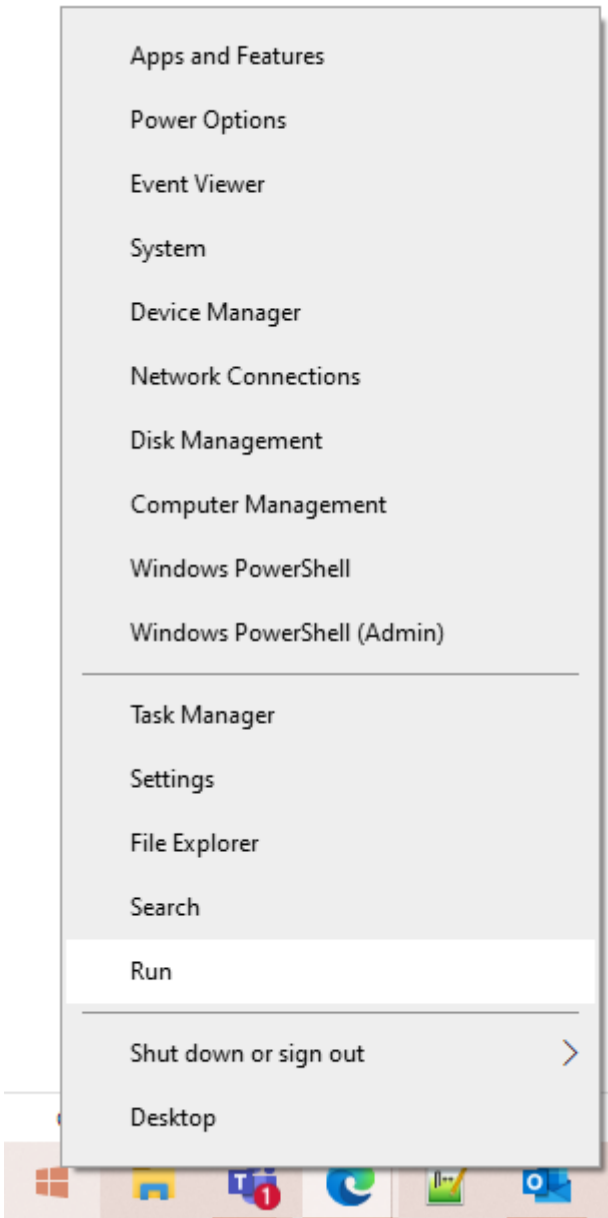 Apps and Features
Power Options
Event Viewer
System
Device Manager
Network Connections
Disk Management
Computer Management
Windows PowerShell
Windows PowerShell (Admin)
Task Manager
Settings
File Explorer
Search
Run
Shut down or sign out
Desktop
T
1
O